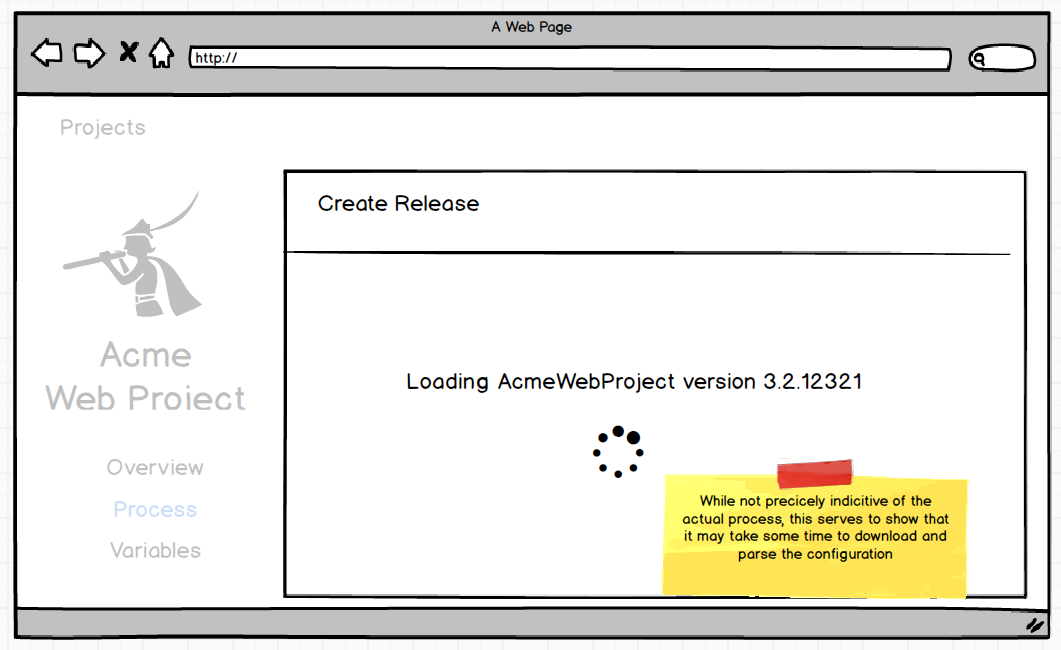 A Web Page
http://
Projects
Create Release
Acme
Web Project
Loading AcmeWebProject version 3.2.12321
Overview
Process
Variables
While not precicely indicitive of the
actual process, this serves to show that
it may take some time to download and
parse the configuration